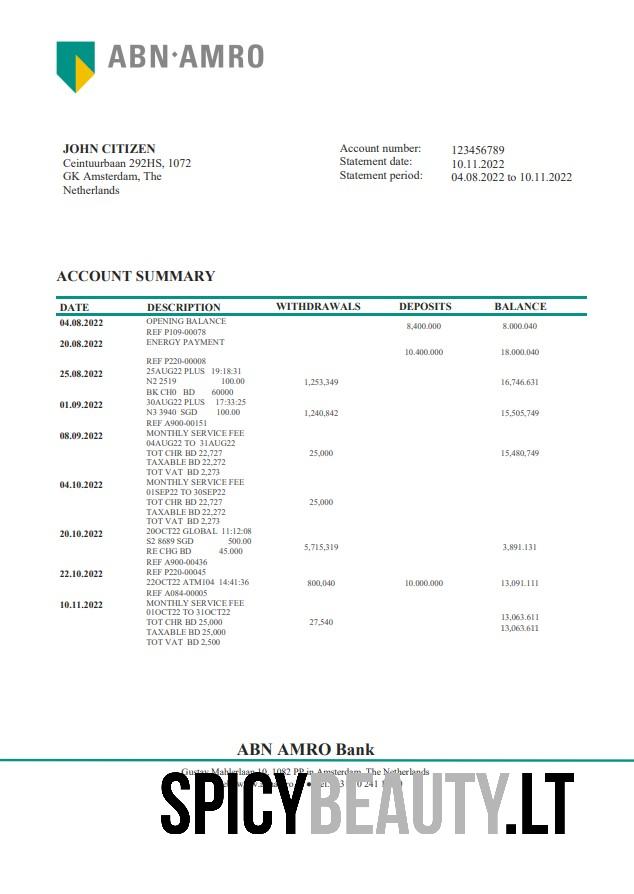 ABN·AMRO
JOHN CITIZEN
Ceintuurbaan 292HS, 1072
GK Amsterdam, The
Netherlands
Account number: 123456789
Statement date: 10.11.2022
Statement period: 04.08.2022 to 10.11.2022
ACCOUNT SUMMARY
DATE DESCRIPTION WITHDRAWALS DEPOSITS BALANCE
04.08.2022 OPENING BALANCE 8,400.000 8.000.040
REF P109-00078
20.08.2022 ENERGY PAYMENT
10.400.000 18.000.040
REF P220-00008
25.08.2022 25AUG22 PLUS 19:18:31
N2 2519 100.00 1,253,349 16,746.631
BK CH0 BD 60000
01.09.2022 30AUG22 PLUS 17:33:25
N3 3940 SGD 100.00 1,240,842 15,505,749
REF A900-00151
08.09.2022 MONTHLY SERVICE FEE
04AUG22 TO 31AUG22
TOT CHR BD 22,727 25,000 15,480,749
TAXABLE BD 22,272
TOT VAT BD 2,273
04.10.2022 MONTHLY SERVICE FEE
01SEP22 TO 30SEP22
TOT CHR BD 22,727 25,000
TAXABLE BD 22,272
TOT VAT BD 2,273
20.10.2022 20OCT22 GLOBAL 11:12:08
S2 8689 SGD 500.00
RE CHG BD 45.000 5,715,319 3,891.131
REF A900-00436
22.10.2022 REF P220-00045
22OCT22 ATM104 14:41:36 800,040 10.000.000 13,091.111
REF A084-00005
10.11.2022 MONTHLY SERVICE FEE
01OCT22 TO 31OCT22
TOT CHR BD 25,000 27,540 13,063.611
TAXABLE BD 25,000 13,063.611
TOT VAT BD 2,500
ABN AMRO Bank
Gustav Mahlerlaan 10, 1082 PP in Amsterdam, The Netherlands
SPICYBEAUTY.LT